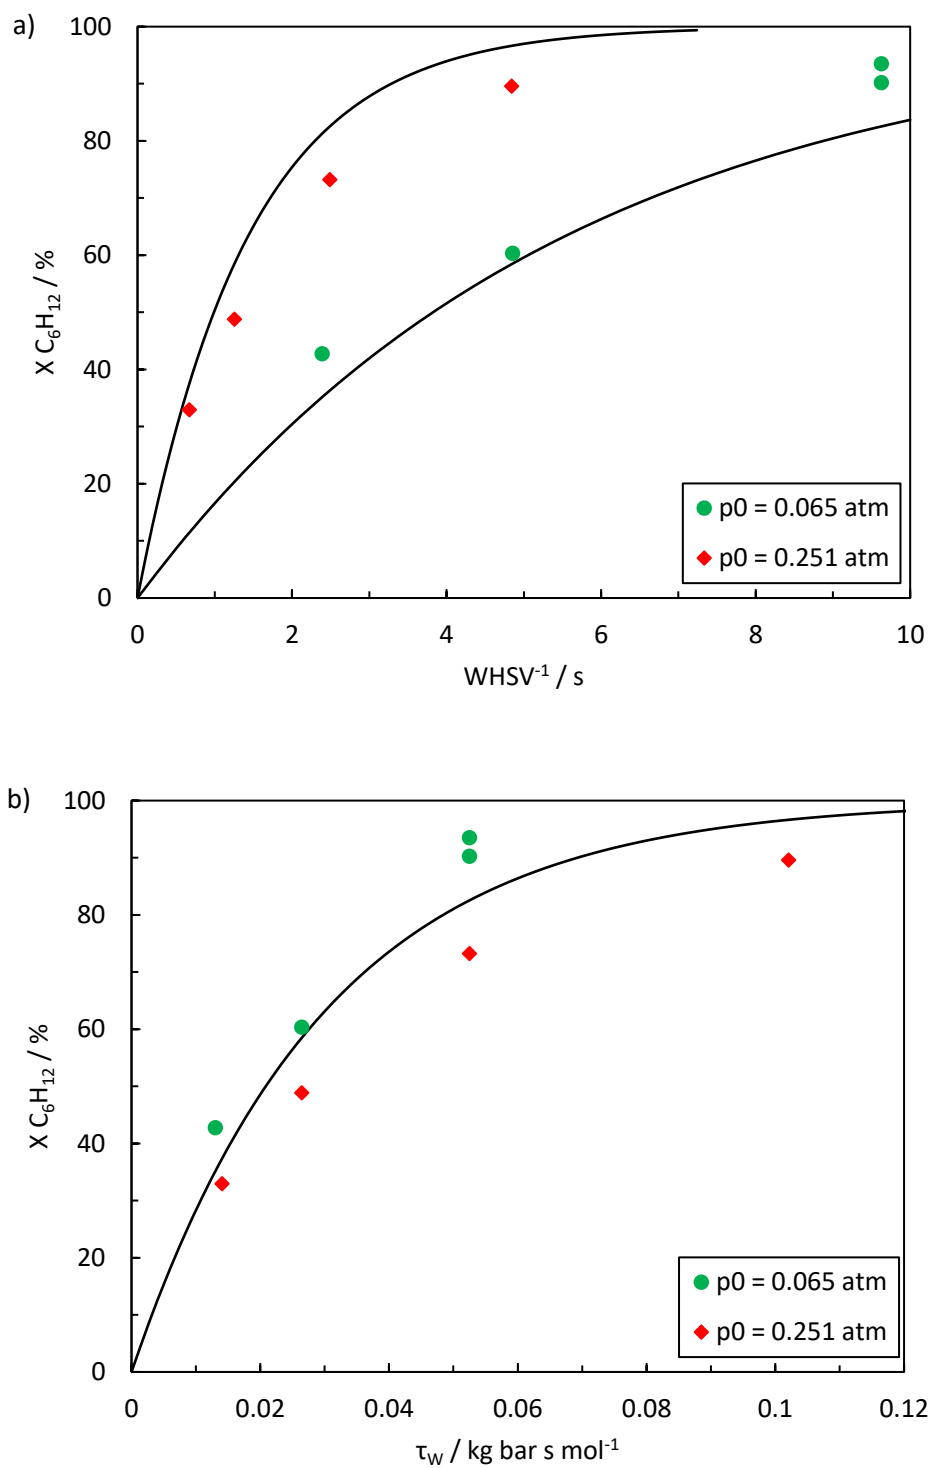 a)
100
80
60
40
20
0
X C₆H₁₂ / %
0 2 4 6 8 10
WHSV⁻¹ / s
p0 = 0.065 atm
p0 = 0.251 atm
b)
100
80
60
40
20
0
X C₆H₁₂ / %
0 0.02 0.04 0.06 0.08 0.1 0.12
τ_W / kg bar s mol⁻¹
p0 = 0.065 atm
p0 = 0.251 atm